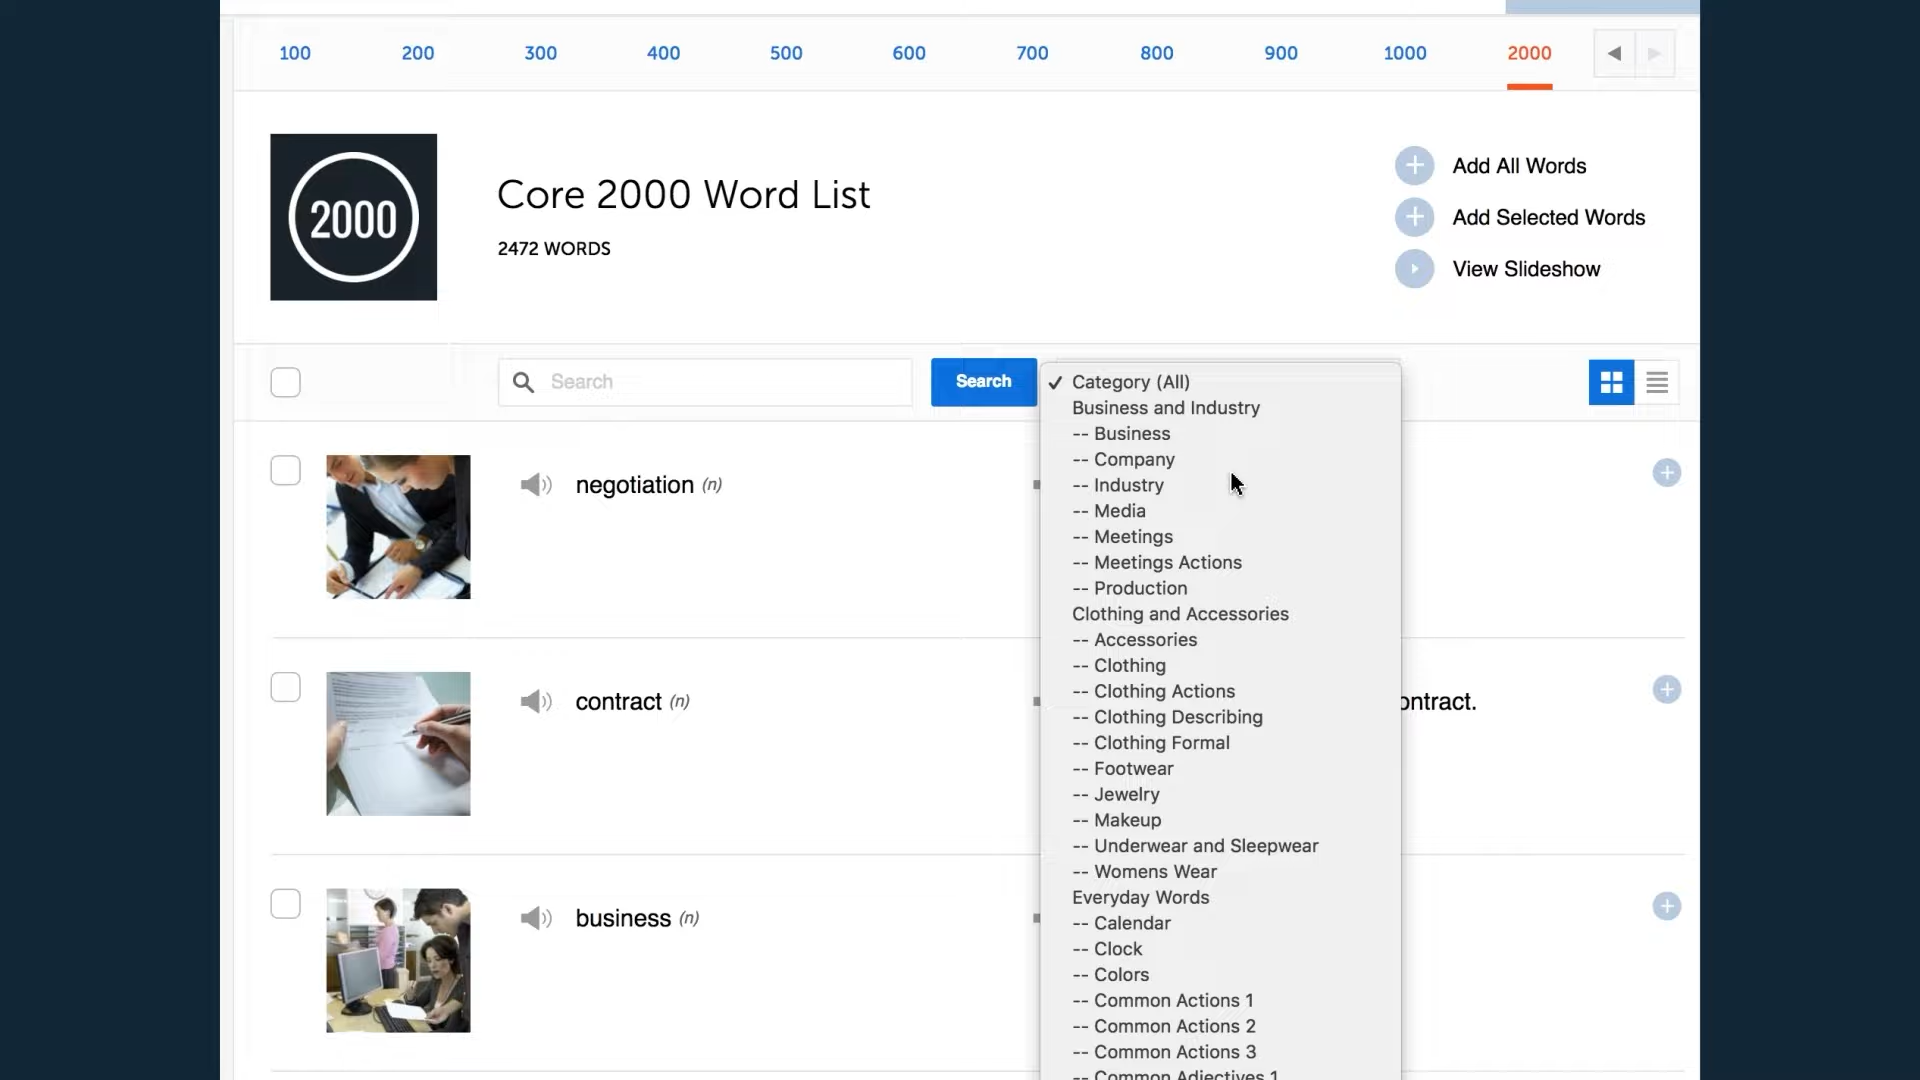 100 200 300 400 500 600 700 800 900 1000 2000
2000
Core 2000 Word List
2472 WORDS
Add All Words
Add Selected Words
View Slideshow
Search
Search
✓ Category (All)
Business and Industry
-- Business
-- Company
-- Industry
-- Media
-- Meetings
-- Meetings Actions
-- Production
Clothing and Accessories
-- Accessories
-- Clothing
-- Clothing Actions
-- Clothing Describing
-- Clothing Formal
-- Footwear
-- Jewelry
-- Makeup
-- Underwear and Sleepwear
-- Womens Wear
Everyday Words
-- Calendar
-- Clock
-- Colors
-- Common Actions 1
-- Common Actions 2
-- Common Actions 3
-- Common Adjectives 1
negotiation (n)
contract (n)
ontract.
business (n)